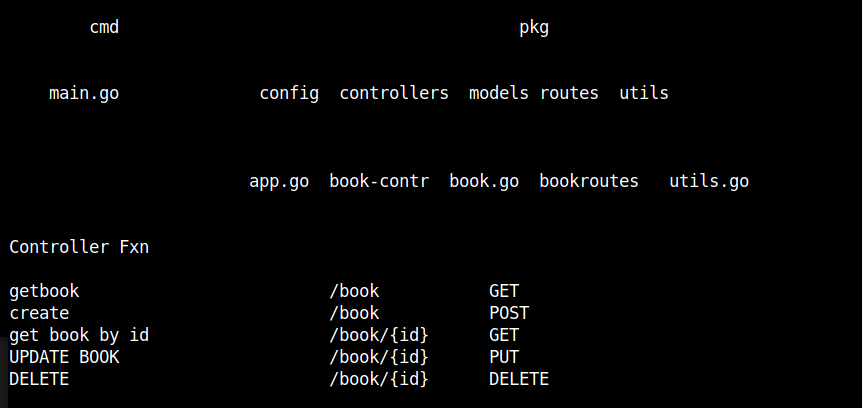 cmd pkg
main.go config controllers models routes utils
app.go book-contr book.go bookroutes utils.go
Controller Fxn
getbook /book GET
create /book POST
get book by id /book/{id} GET
UPDATE BOOK /book/{id} PUT
DELETE /book/{id} DELETE